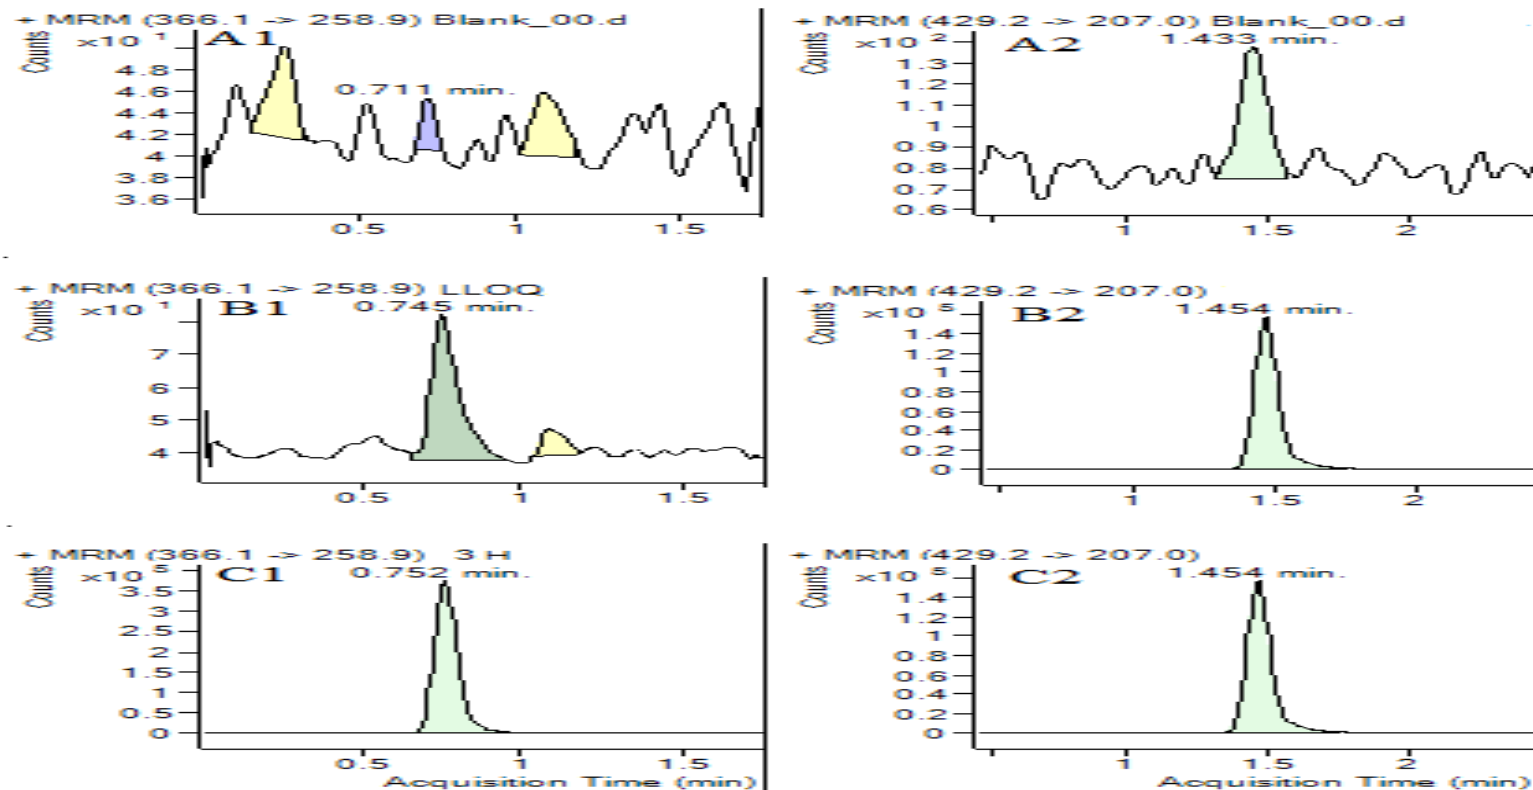 + MRM (366.1 -> 258.9) Blank_00.d
x10 1
A1
Counts
0.711 min.
4.8
4.6
4.4
4.2
4
3.8
3.6
0.5 1 1.5
+ MRM (429.2 -> 207.0) Blank_00.d
x10 2
A2
Counts
1.433 min.
1.3
1.2
1.1
1
0.9
0.8
0.7
0.6
1 1.5 2
+ MRM (366.1 -> 258.9) LLOQ
x10 1
B1
Counts
0.745 min.
7
6
5
4
0.5 1 1.5
+ MRM (429.2 -> 207.0)
x10 5
B2
Counts
1.454 min.
1.4
1.2
1
0.8
0.6
0.4
0.2
0
1 1.5 2
+ MRM (366.1 -> 258.9) 3 H
x10 5
C1
Counts
0.752 min.
3.5
3
2.5
2
1.5
1
0.5
0
0.5 1 1.5
Acquisition Time (min)
+ MRM (429.2 -> 207.0)
x10 5
C2
Counts
1.454 min.
1.4
1.2
1
0.8
0.6
0.4
0.2
0
1 1.5 2
Acquisition Time (min)